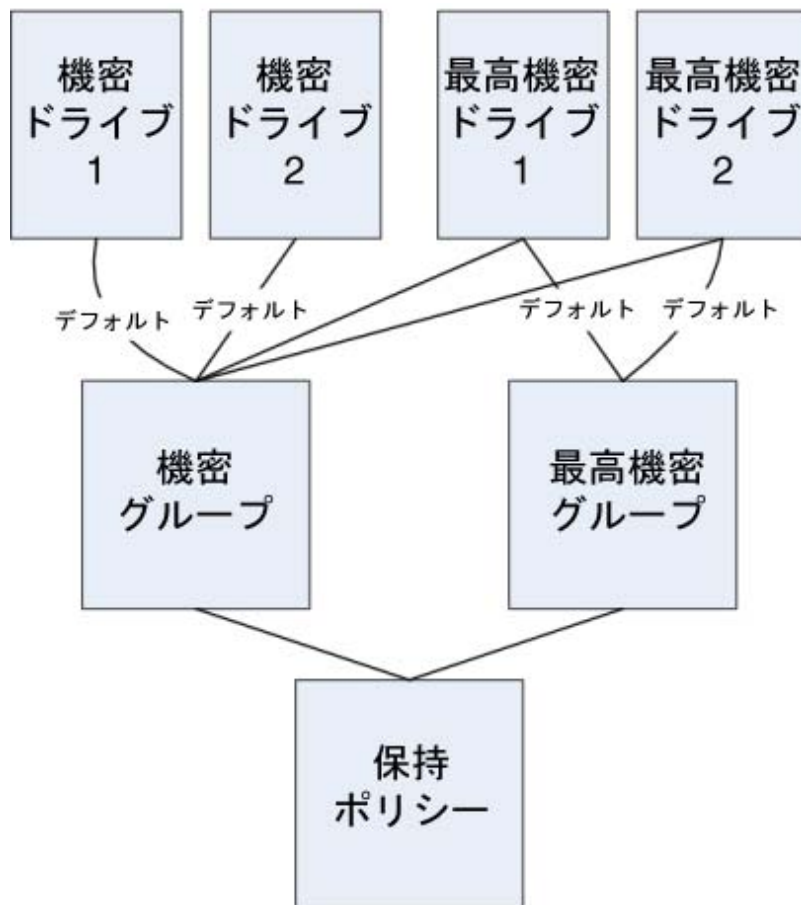 機密
ドライブ
1
機密
ドライブ
2
最高機密
ドライブ
1
最高機密
ドライブ
2
デフォルト
デフォルト
デフォルト
デフォルト
機密
グループ
最高機密
グループ
保持
ポリシー